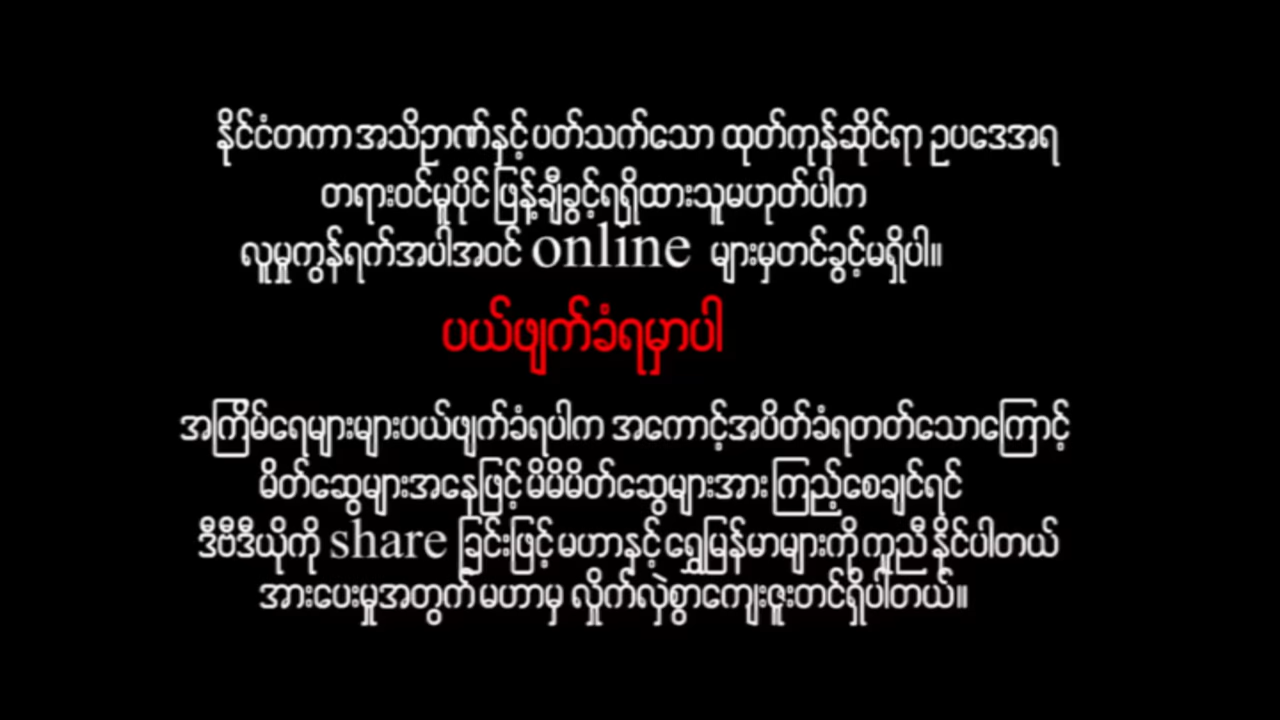 နိုင်ငံတကာ အသိဉာဏ်နှင့် ပတ်သက်သော ထုတ်ကုန်ဆိုင်ရာ ဥပဒေအရ
တရားဝင်မူပိုင် ဖြန့်ချီခွင့်ရရှိထားသူမဟုတ်ပါက
လူမှုကွန်ရက်အပါအဝင် online များမှတင်ခွင့်မရှိပါ။
ပယ်ဖျက်ခံရမှာပါ
အကြိမ်ရေများများပယ်ဖျက်ခံရပါက အကောင့်အပိတ်ခံရတတ်သောကြောင့်
မိတ်ဆွေများအနေဖြင့် မိမိမိတ်ဆွေများအား ကြည့်စေချင်ရင်
ဒီဗီဒီယိုကို share ခြင်းဖြင့် မဟာနှင့် ရွှေမြန်မာများကို ကူညီ နိုင်ပါတယ်
အားပေးမှုအတွက် မဟာမှ လှိုက်လှဲစွာကျေးဇူးတင်ရှိပါတယ်။